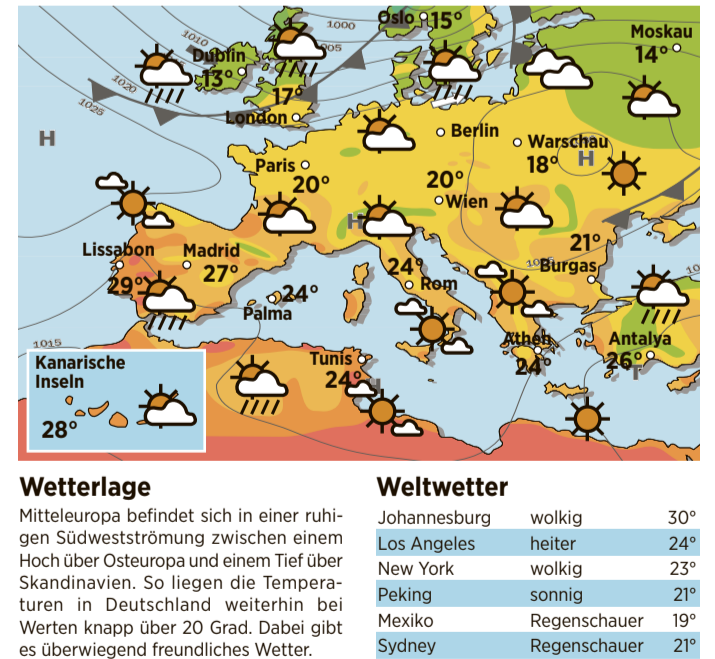 Oslo 15°
1000
Moskau
14°
1010
1005
Dublin
13°
1020
17°
1025
London
H
Berlin
Warschau
18° H
Paris
20°
20°
Wien
H
21°
Lissabon
Madrid
27°
24°
Rom
Burgas
29°
24°
Palma
Athen
24°
Antalya
26° T
1015
Tunis
24° H
Kanarische
Inseln
28°
Wetterlage
Mitteleuropa befindet sich in einer ruhi-
gen Südwestströmung zwischen einem
Hoch über Osteuropa und einem Tief über
Skandinavien. So liegen die Tempera-
turen in Deutschland weiterhin bei
Werten knapp über 20 Grad. Dabei gibt
es überwiegend freundliches Wetter.
Weltwetter
Johannesburg wolkig 30°
Los Angeles heiter 24°
New York wolkig 23°
Peking sonnig 21°
Mexiko Regenschauer 19°
Sydney Regenschauer 21°